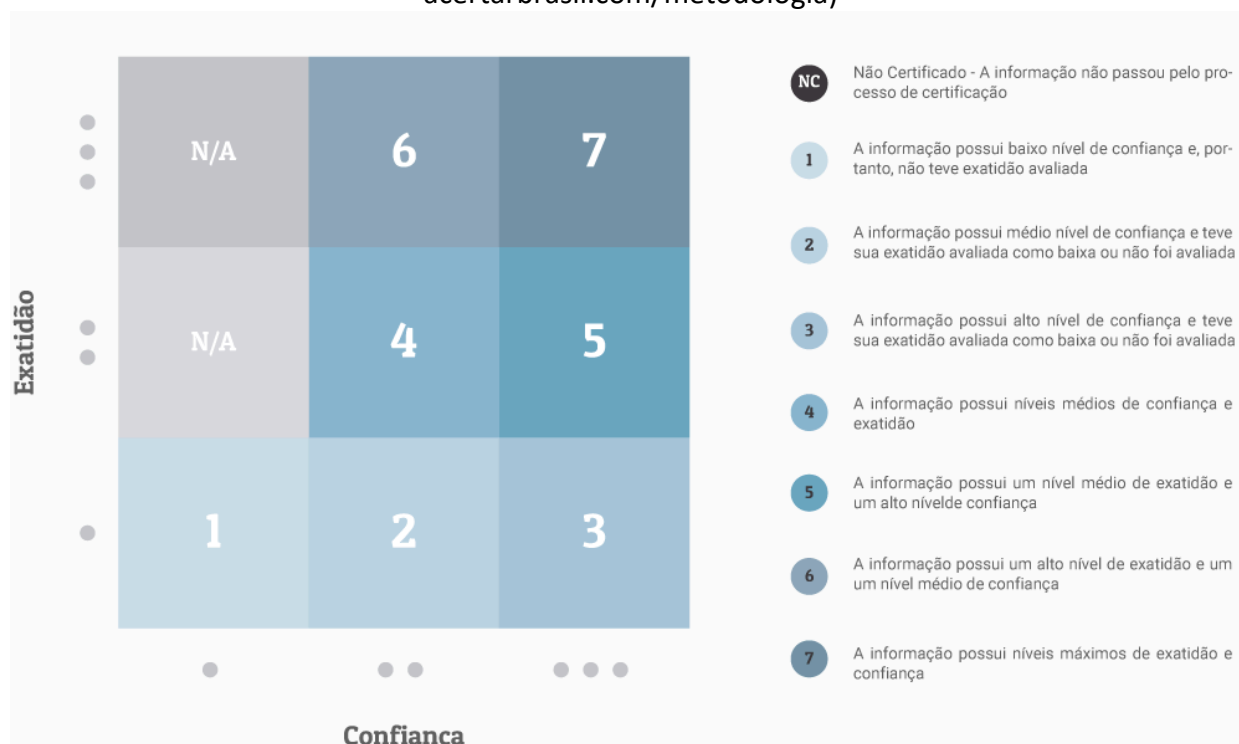 acertarbrasil.com/metodologia)
N/A
6
7
N/A
4
5
1
2
3
Exatidão
Confiança
NC
Não Certificado - A informação não passou pelo pro-
cesso de certificação
1
A informação possui baixo nível de confiança e, por-
tanto, não teve exatidão avaliada
2
A informação possui médio nível de confiança e teve
sua exatidão avaliada como baixa ou não foi avaliada
3
A informação possui alto nível de confiança e teve
sua exatidão avaliada como baixa ou não foi avaliada
4
A informação possui níveis médios de confiança e
exatidão
5
A informação possui um nível médio de exatidão e
um alto nívelde confiança
6
A informação possui um alto nível de exatidão e um
um nível médio de confiança
7
A informação possui níveis máximos de exatidão e
confiança